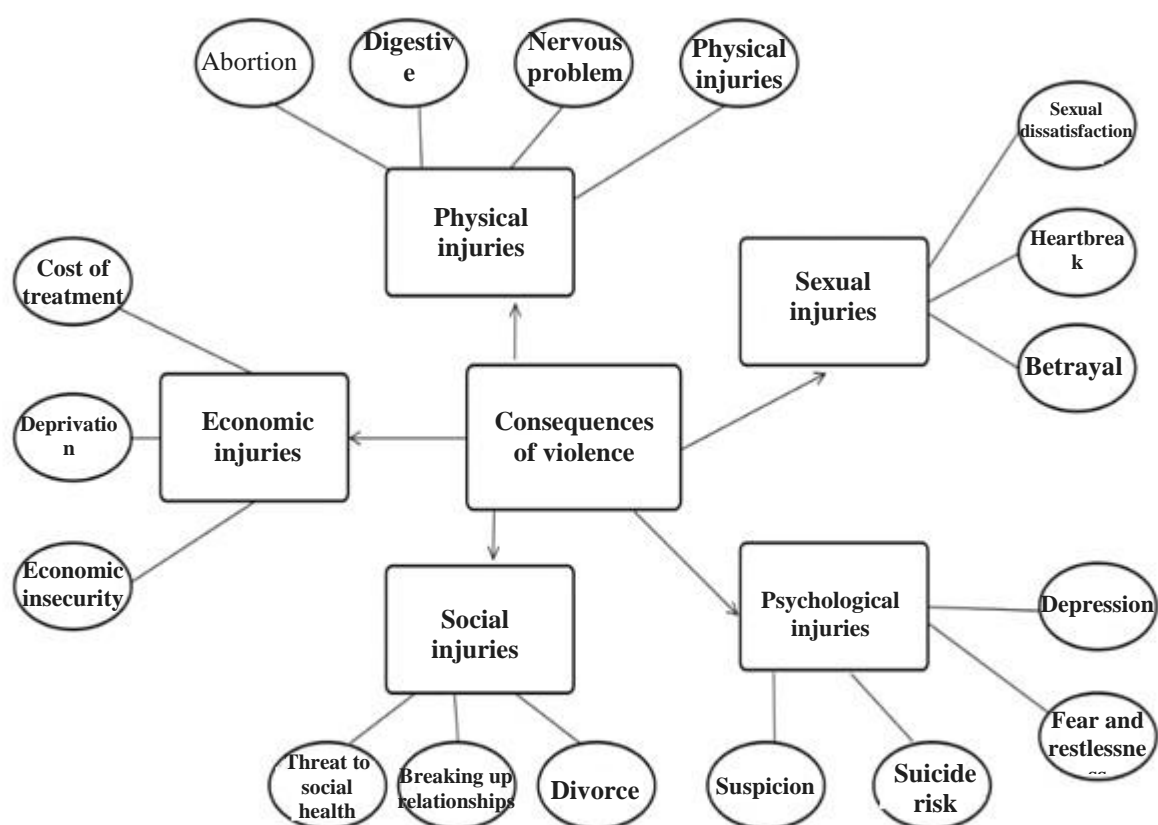 Abortion
Digestiv
e
Nervous
problem
Physical
injuries
Physical
injuries
Sexual
dissatisfaction
Heartbrea
k
Betrayal
Sexual
injuries
Cost of
treatment
Deprivatio
n
Economic
insecurity
Economic
injuries
Consequences
of violence
Social
injuries
Threat to
social
health
Breaking up
relationships
Divorce
Psychological
injuries
Depression
Fear and
restlessne
ss
Suspicion
Suicide
risk